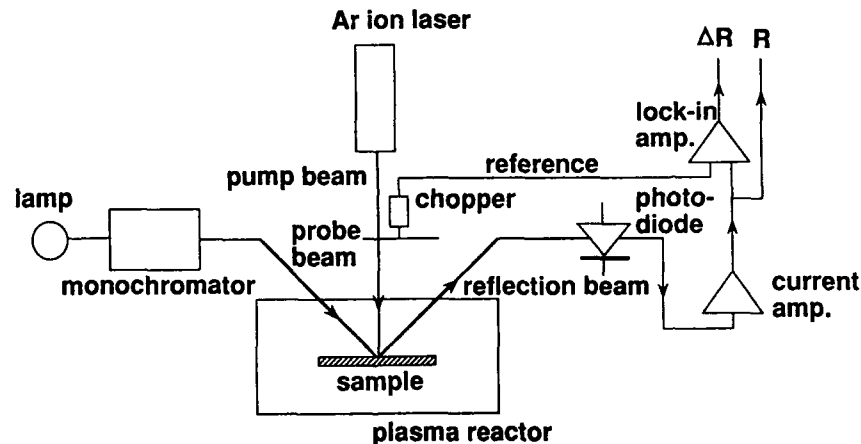 Ar ion laser
ΔR R
lock-in
amp.
reference
pump beam
chopper
photo-
diode
lamp
probe
beam
monochromator
reflection beam
current
amp.
sample
plasma reactor